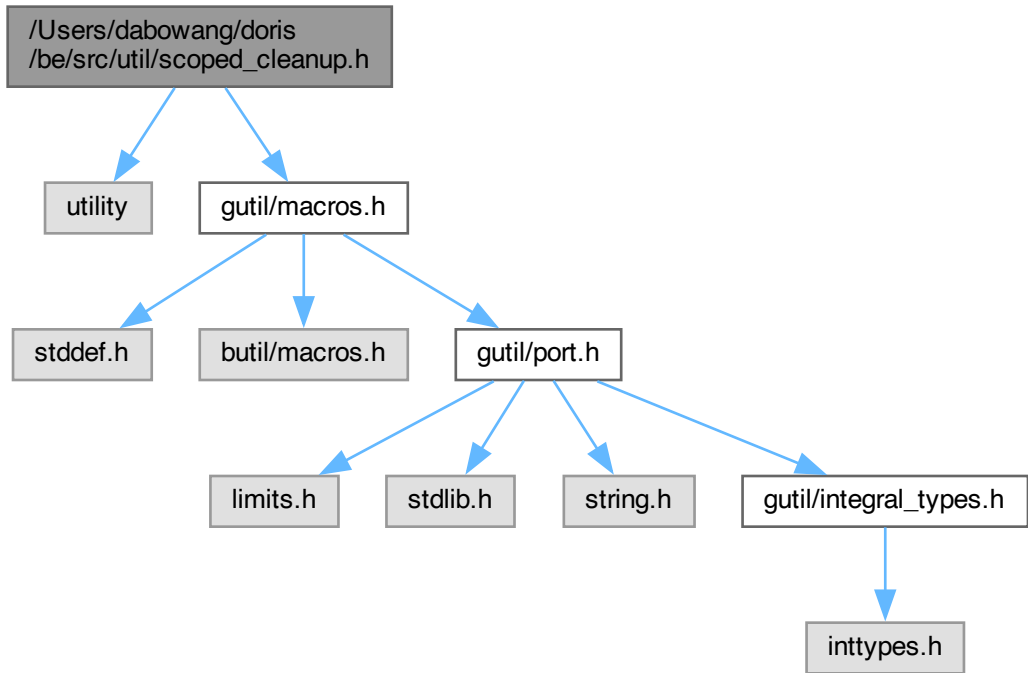 /Users/dabowang/doris
/be/src/util/scoped_cleanup.h
utility
gutil/macros.h
stddef.h
butil/macros.h
gutil/port.h
limits.h
stdlib.h
string.h
gutil/integral_types.h
inttypes.h